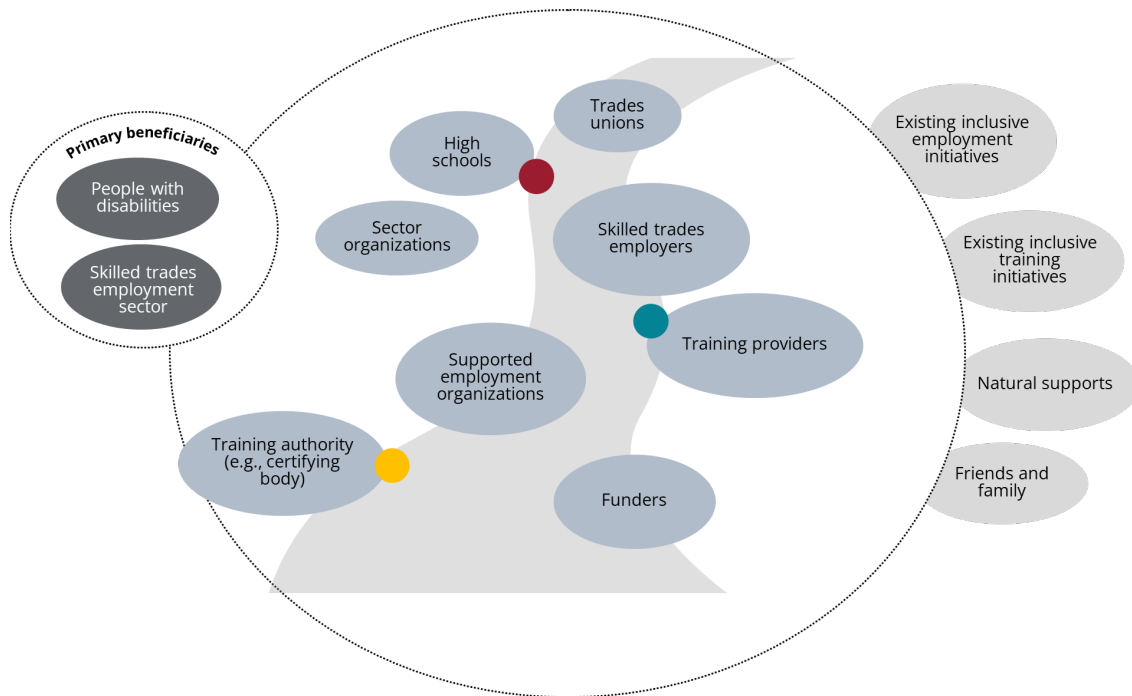 Primary beneficiaries
People with
disabilities
Skilled trades
employment
sector
Trades
unions
High
schools
Sector
organizations
Skilled trades
employers
Training providers
Supported
employment
organizations
Training authority
(e.g., certifying
body)
Funders
Existing inclusive
employment
initiatives
Existing inclusive
training
initiatives
Natural supports
Friends and
family